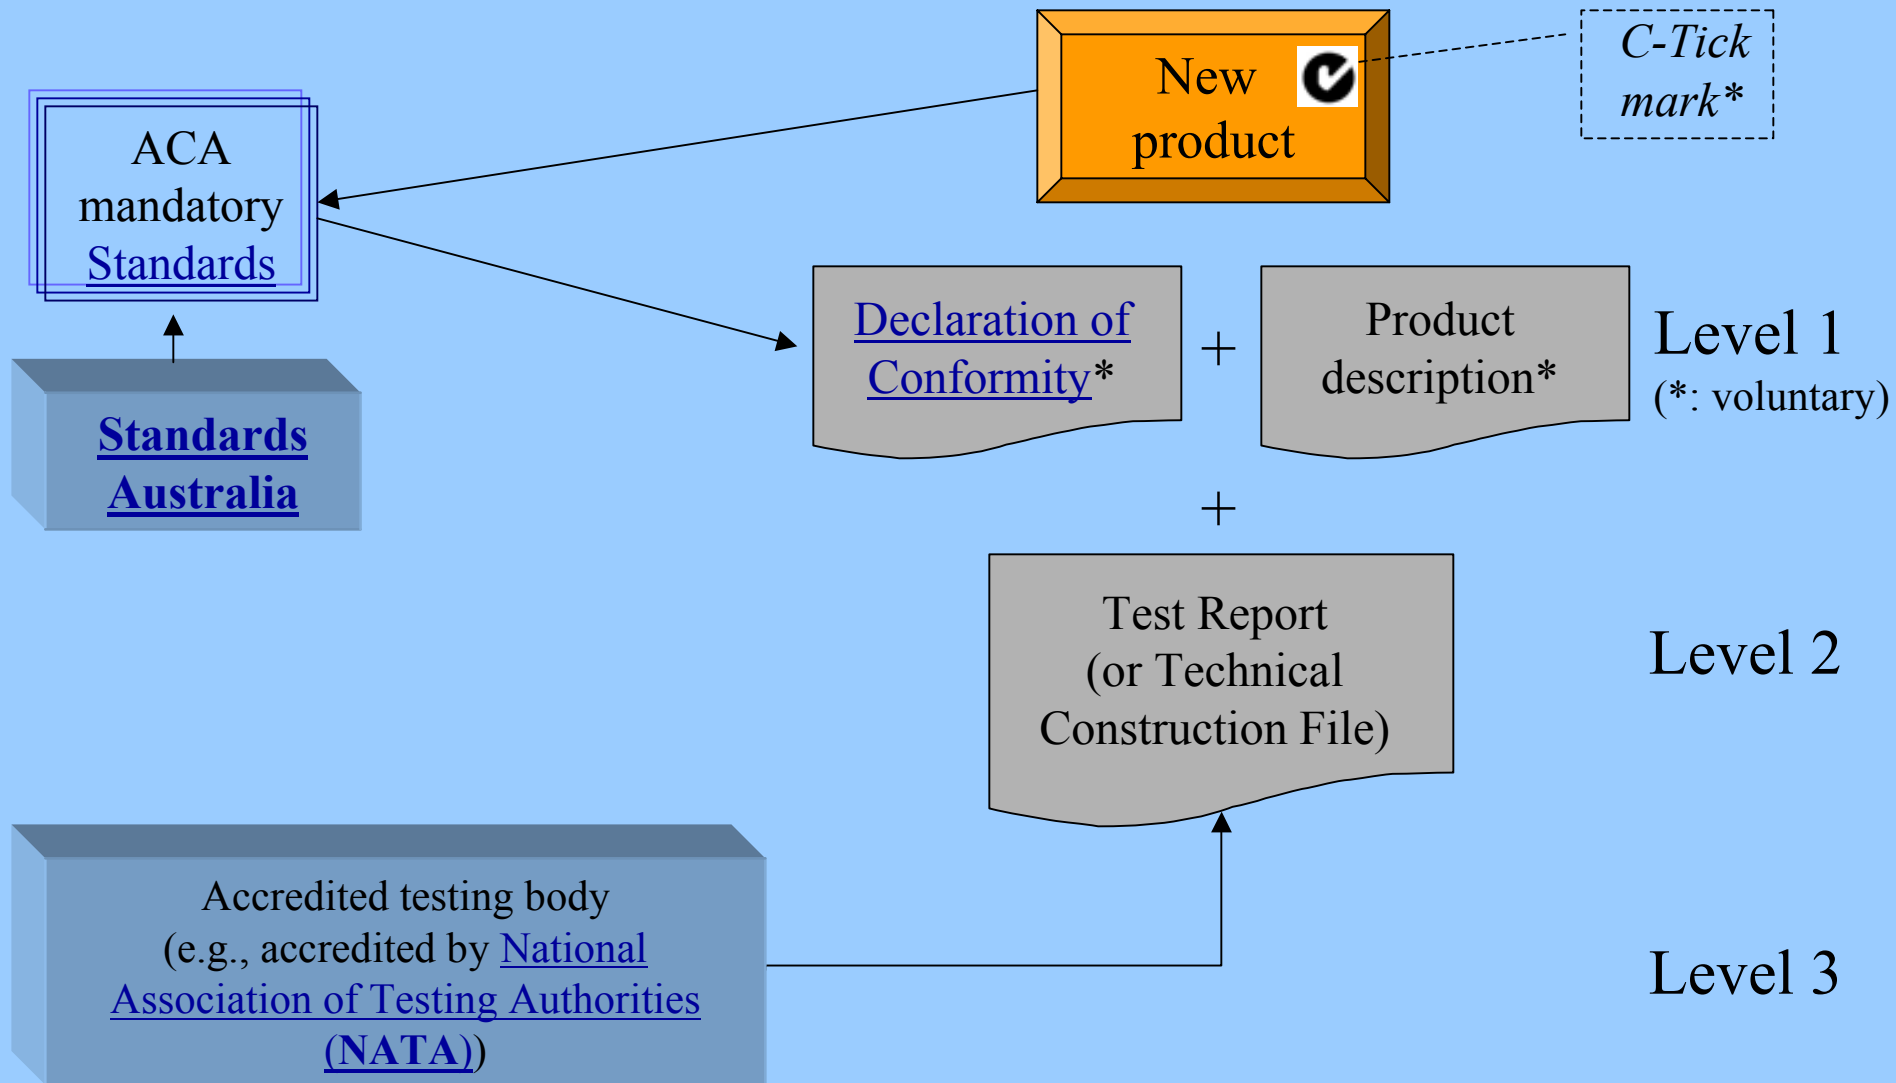 New
product
C-Tick
mark*
ACA
mandatory
Standards
Standards
Australia
Declaration of
Conformity*
+
Product
description*
Level 1
(*: voluntary)
+
Test Report
(or Technical
Construction File)
Level 2
Accredited testing body
(e.g., accredited by National
Association of Testing Authorities
(NATA))
Level 3